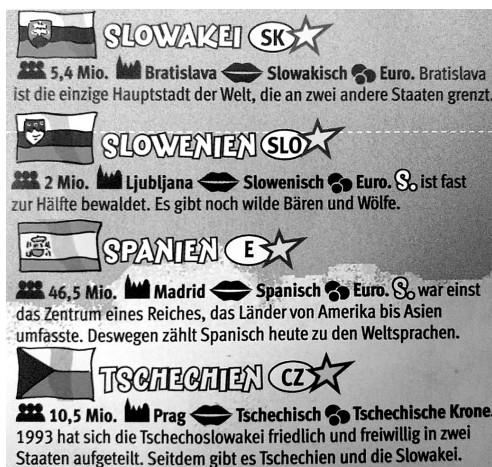 SLOWAKEI SK
5,4 Mio. Bratislava Slowakisch Euro. Bratislava
ist die einzige Hauptstadt der Welt, die an zwei andere Staaten grenzt.
SLOWENIEN SLO
2 Mio. Ljubljana Slowenisch Euro. S. ist fast
zur Hälfte bewaldet. Es gibt noch wilde Bären und Wölfe.
SPANIEN E
46,5 Mio. Madrid Spanisch Euro. S. war einst
das Zentrum eines Reiches, das Länder von Amerika bis Asien
umfasste. Deswegen zählt Spanisch heute zu den Weltsprachen.
TSCHECHIEN CZ
10,5 Mio. Prag Tschechisch Tschechische Krone.
1993 hat sich die Tschechoslowakei friedlich und freiwillig in zwei
Staaten aufgeteilt. Seitdem gibt es Tschechien und die Slowakei.